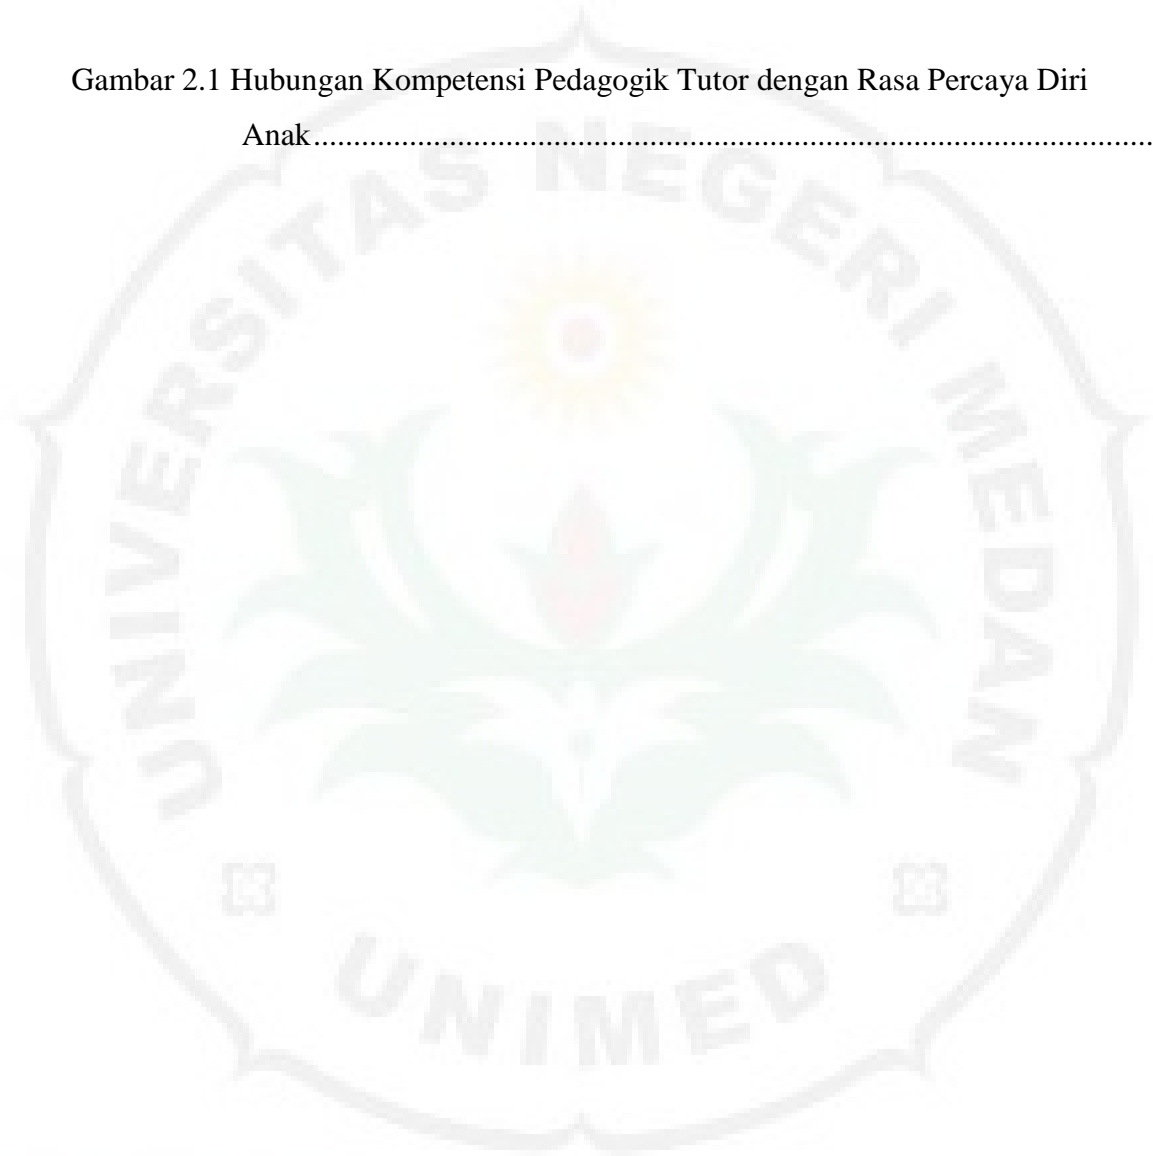 Gambar 2.1 Hubungan Kompetensi Pedagogik Tutor dengan Rasa Percaya Diri
Anak........................................................................................................
UNIVERSITAS NEGERI MEDAN
UNIMED